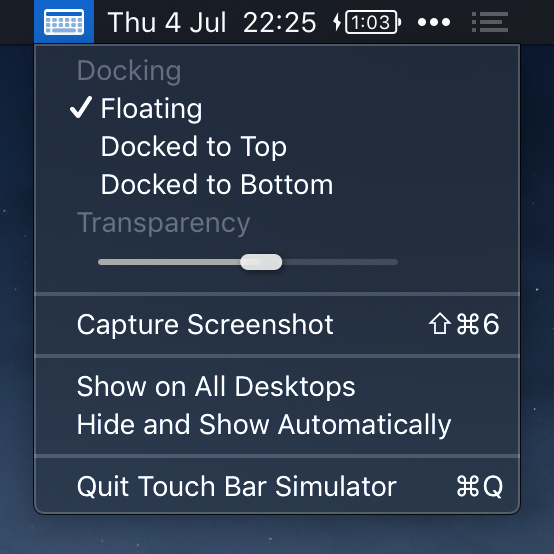 Thu 4 Jul 22:25 1:03 •••
Docking
✓ Floating
Docked to Top
Docked to Bottom
Transparency
Capture Screenshot ⇧⌘6
Show on All Desktops
Hide and Show Automatically
Quit Touch Bar Simulator ⌘Q